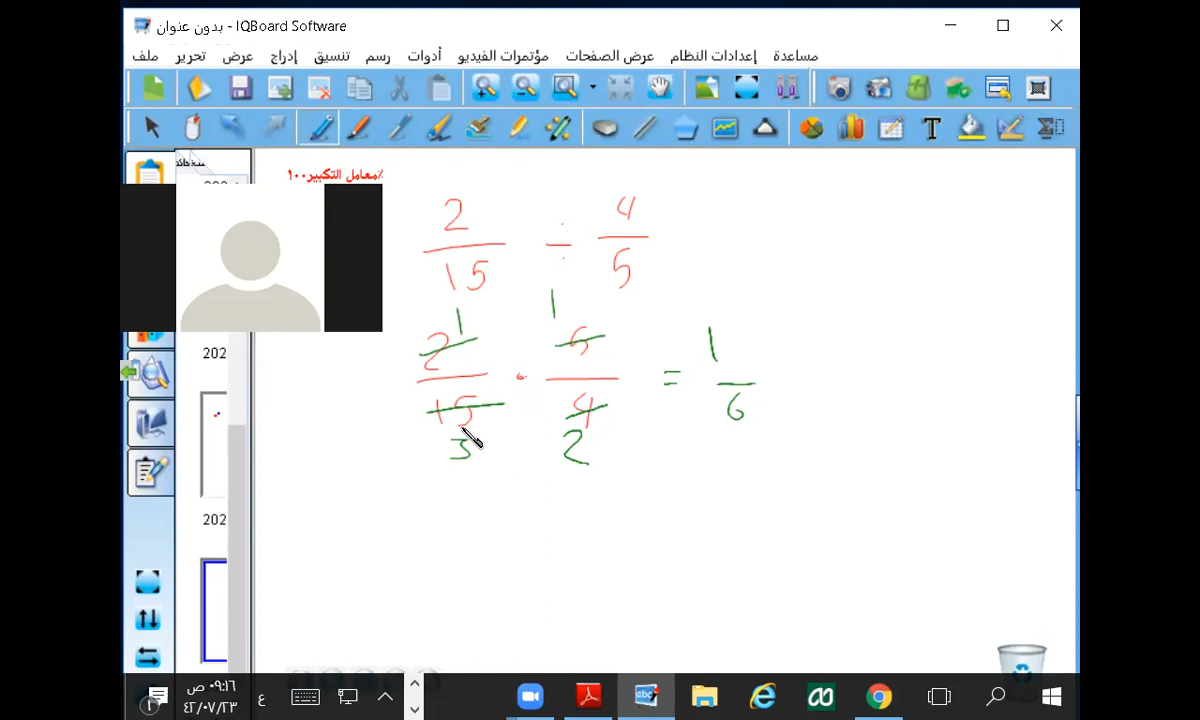 بدون عنوان - IQBoard Software
ملف تحرير عرض إدراج تنسيق رسم أدوات مؤتمرات الفيديو عرض الصفحات إعدادات النظام مساعدة
معامل التكبير١٠٠٪
2/15 ÷ 4/5
1 1
2/15 · 5/4 = 1/6
3 2
202
202
ع
٠٩:١٦ ص
٤٢/٠٧/٢٣